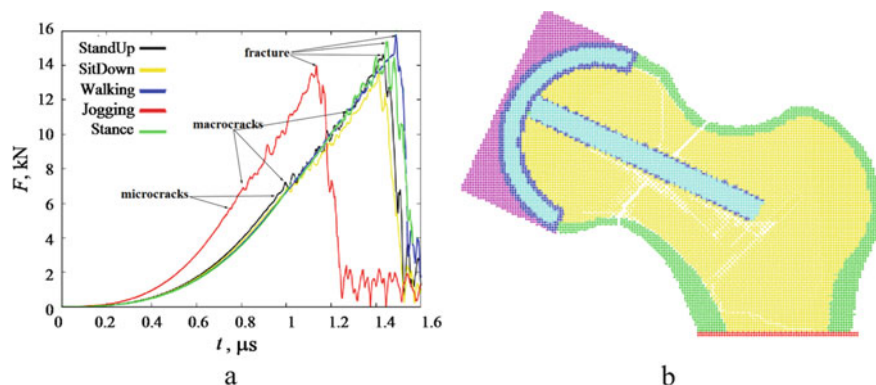 16
14
12
10
8
6
4
2
0
F, kN
StandUp
SitDown
Walking
Jogging
Stance
fracture
macrocracks
microcracks
0 0.2 0.4 0.6 0.8 1 1.2 1.4 1.6
t, μs
a
b